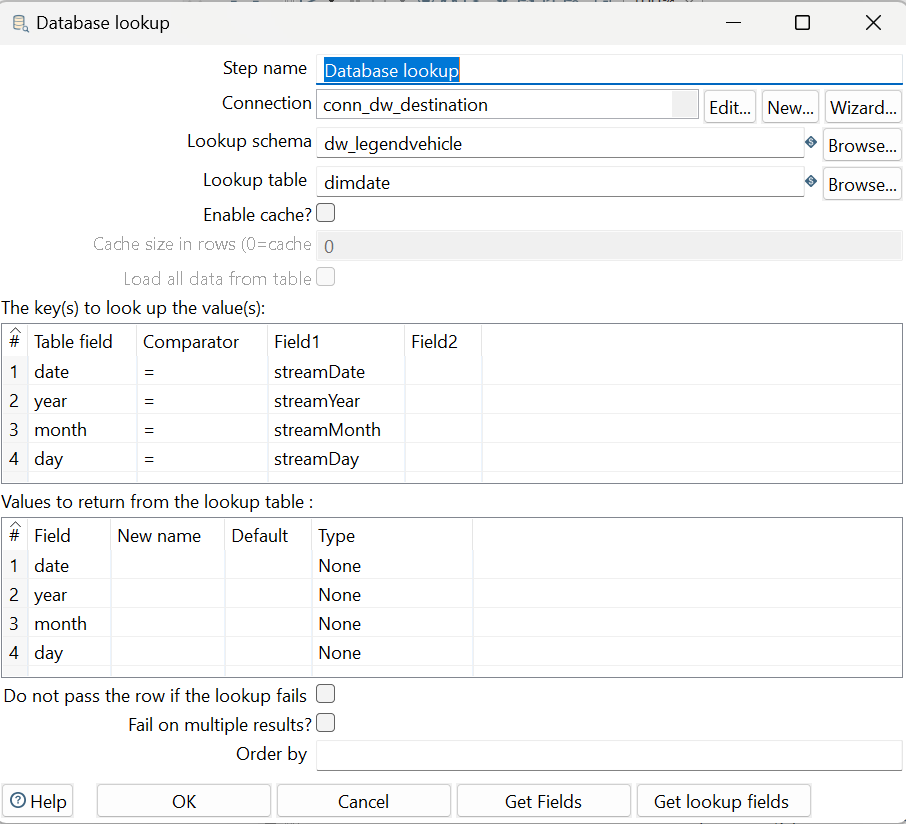 Database lookup
Step name Database lookup
Connection conn_dw_destination Edit... New... Wizard...
Lookup schema dw_legendvehicle Browse...
Lookup table dimdate Browse...
Enable cache?
Cache size in rows (0=cache 0
Load all data from table
The key(s) to look up the value(s):
# Table field Comparator Field1 Field2
1 date = streamDate
2 year = streamYear
3 month = streamMonth
4 day = streamDay
Values to return from the lookup table :
# Field New name Default Type
1 date None
2 year None
3 month None
4 day None
Do not pass the row if the lookup fails
Fail on multiple results?
Order by
Help OK Cancel Get Fields Get lookup fields